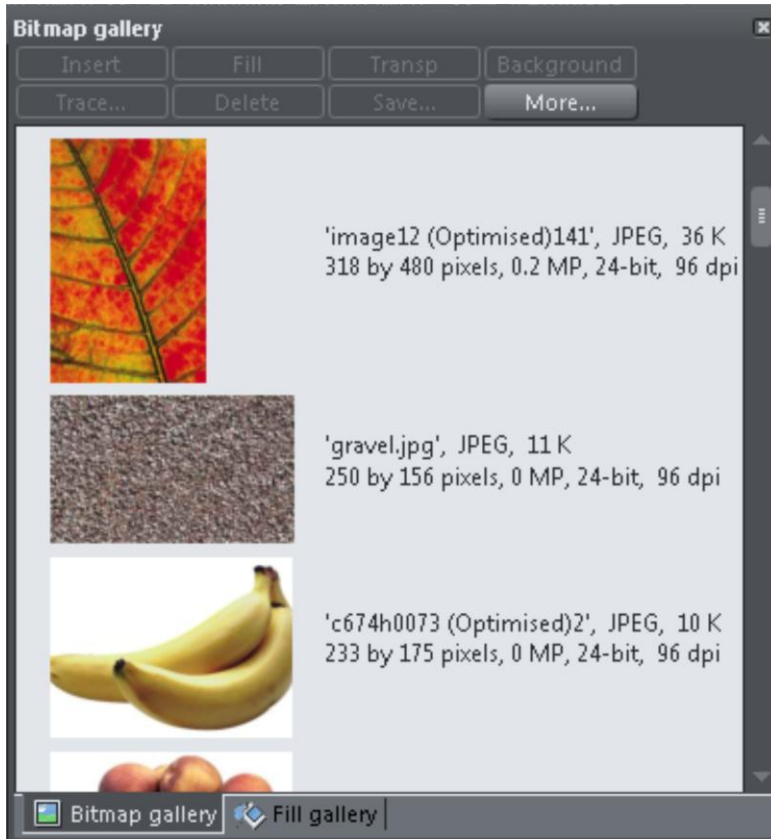 Bitmap gallery
Insert Fill Transp Background
Trace... Delete Save... More...
'image12 (Optimised)141', JPEG, 36 K
318 by 480 pixels, 0.2 MP, 24-bit, 96 dpi
'gravel.jpg', JPEG, 11 K
250 by 156 pixels, 0 MP, 24-bit, 96 dpi
'c674h0073 (Optimised)2', JPEG, 10 K
233 by 175 pixels, 0 MP, 24-bit, 96 dpi
Bitmap gallery Fill gallery